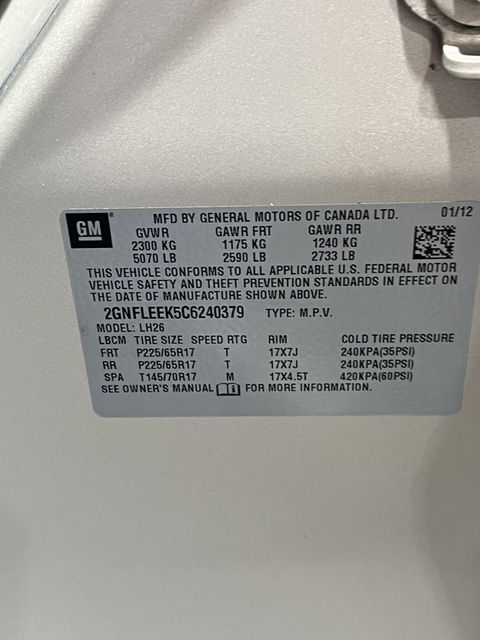 GM
MFD BY GENERAL MOTORS OF CANADA LTD. 01/12
GVWR GAWR FRT GAWR RR
2300 KG 1175 KG 1240 KG
5070 LB 2590 LB 2733 LB
THIS VEHICLE CONFORMS TO ALL APPLICABLE U.S. FEDERAL MOTOR
VEHICLE SAFETY AND THEFT PREVENTION STANDARDS IN EFFECT ON
THE DATE OF MANUFACTURE SHOWN ABOVE.
2GNFLEEK5C6240379 TYPE: M.P.V.
MODEL: LH26
LBCM TIRE SIZE SPEED RTG RIM COLD TIRE PRESSURE
FRT P225/65R17 T 17X7J 240KPA(35PSI)
RR P225/65R17 T 17X7J 240KPA(35PSI)
SPA T145/70R17 M 17X4.5T 420KPA(60PSI)
SEE OWNER'S MANUAL FOR MORE INFORMATION.